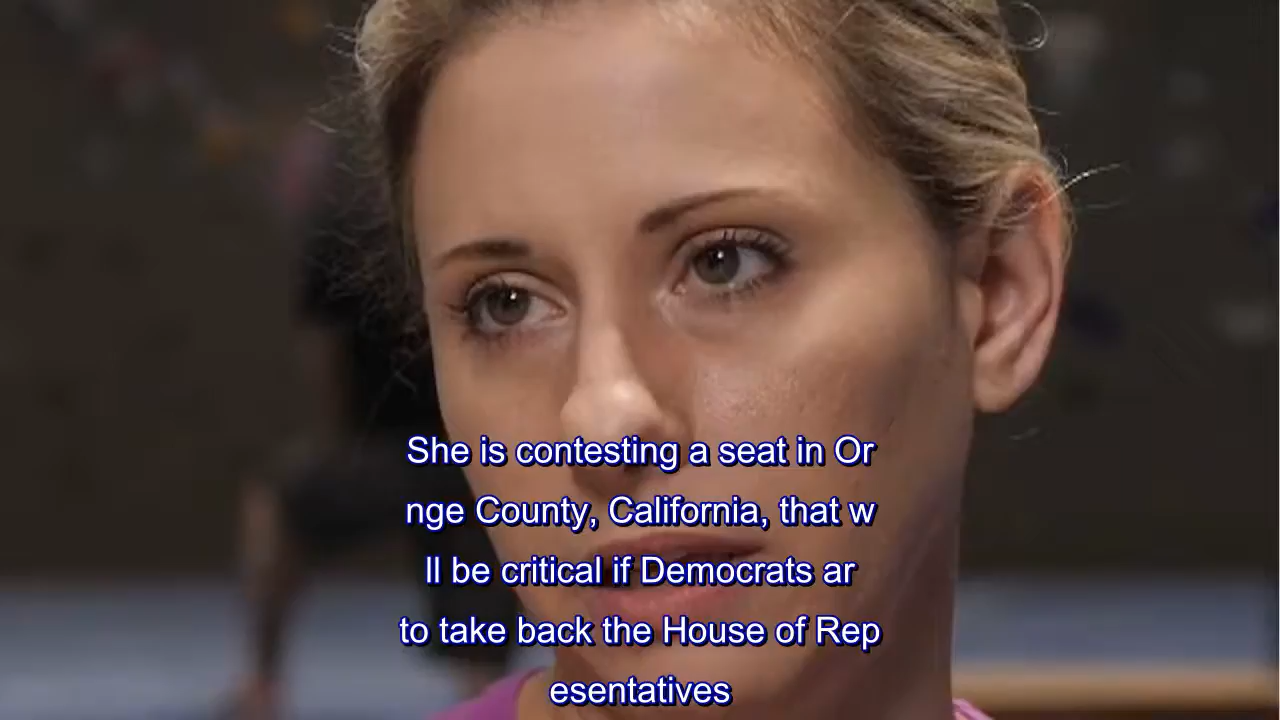 She is contesting a seat in Or
nge County, California, that w
ll be critical if Democrats ar
to take back the House of Rep
esentatives